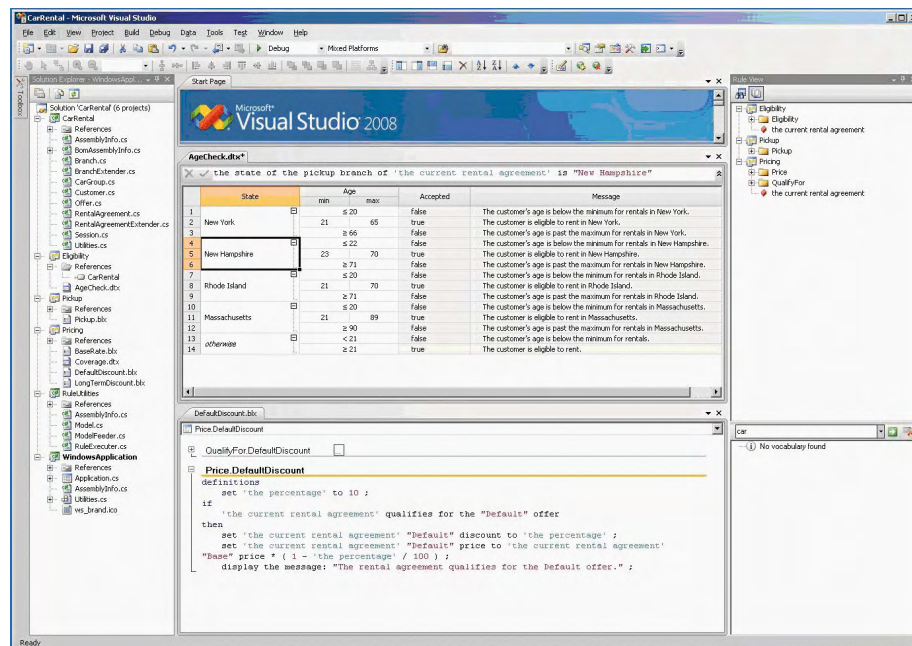 CarRental - Microsoft Visual Studio
File Edit View Project Build Debug Data Tools Test Window Help
Debug Mixed Platforms
Solution Explorer - WindowsAppl...
Toolbox
Solution 'CarRental' (6 projects)
CarRental
References
AssemblyInfo.cs
BomAssemblyInfo.cs
Branch.cs
BranchExtender.cs
CarGroup.cs
Customer.cs
Offer.cs
RentalAgreement.cs
RentalAgreementExtender.cs
Session.cs
Utilities.cs
Eligibility
References
CarRental
AgeCheck.dtx
Pickup
References
Pickup.blx
Pricing
References
BaseRate.blx
Coverage.dtx
DefaultDiscount.blx
LongTermDiscount.blx
RuleUtilities
References
AssemblyInfo.cs
Model.cs
ModelFeeder.cs
RuleExecuter.cs
WindowsApplication
References
Application.cs
AssemblyInfo.cs
Utilities.cs
ws_brand.ico
Start Page
Microsoft®
Visual Studio 2008
AgeCheck.dtx*
the state of the pickup branch of 'the current rental agreement' is "New Hampshire"
State Age Accepted Message
min max
1 ≤ 20 false The customer's age is below the minimum for rentals in New York.
2 New York 21 65 true The customer is eligible to rent in New York.
3 ≥ 66 false The customer's age is past the maximum for rentals in New York.
4 ≤ 22 false The customer's age is below the minimum for rentals in New Hampshire.
5 New Hampshire 23 70 true The customer is eligible to rent in New Hampshire.
6 ≥ 71 false The customer's age is past the maximum for rentals in New Hampshire.
7 ≤ 20 false The customer's age is below the minimum for rentals in Rhode Island.
8 Rhode Island 21 70 true The customer is eligible to rent in Rhode Island.
9 ≥ 71 false The customer's age is past the maximum for rentals in Rhode Island.
10 ≤ 20 false The customer's age is below the minimum for rentals in Massachusetts.
11 Massachusetts 21 89 true The customer is eligible to rent in Massachusetts.
12 ≥ 90 false The customer's age is past the maximum for rentals in Massachusetts.
13 otherwise < 21 false The customer's age is below the minimum for rentals.
14 ≥ 21 true The customer is eligible to rent.
DefaultDiscount.blx
Price.DefaultDiscount
QualifyFor.DefaultDiscount
Price.DefaultDiscount
definitions
set 'the percentage' to 10 ;
if
'the current rental agreement' qualifies for the "Default" offer
then
set 'the current rental agreement' "Default" discount to 'the percentage' ;
set 'the current rental agreement' "Default" price to 'the current rental agreement'
"Base" price * ( 1 - 'the percentage' / 100 ) ;
display the message: "The rental agreement qualifies for the Default offer." ;
Rule View
Eligibility
Eligibility
the current rental agreement
Pickup
Pickup
Pricing
Price
QualifyFor
the current rental agreement
car
No vocabulary found
Ready